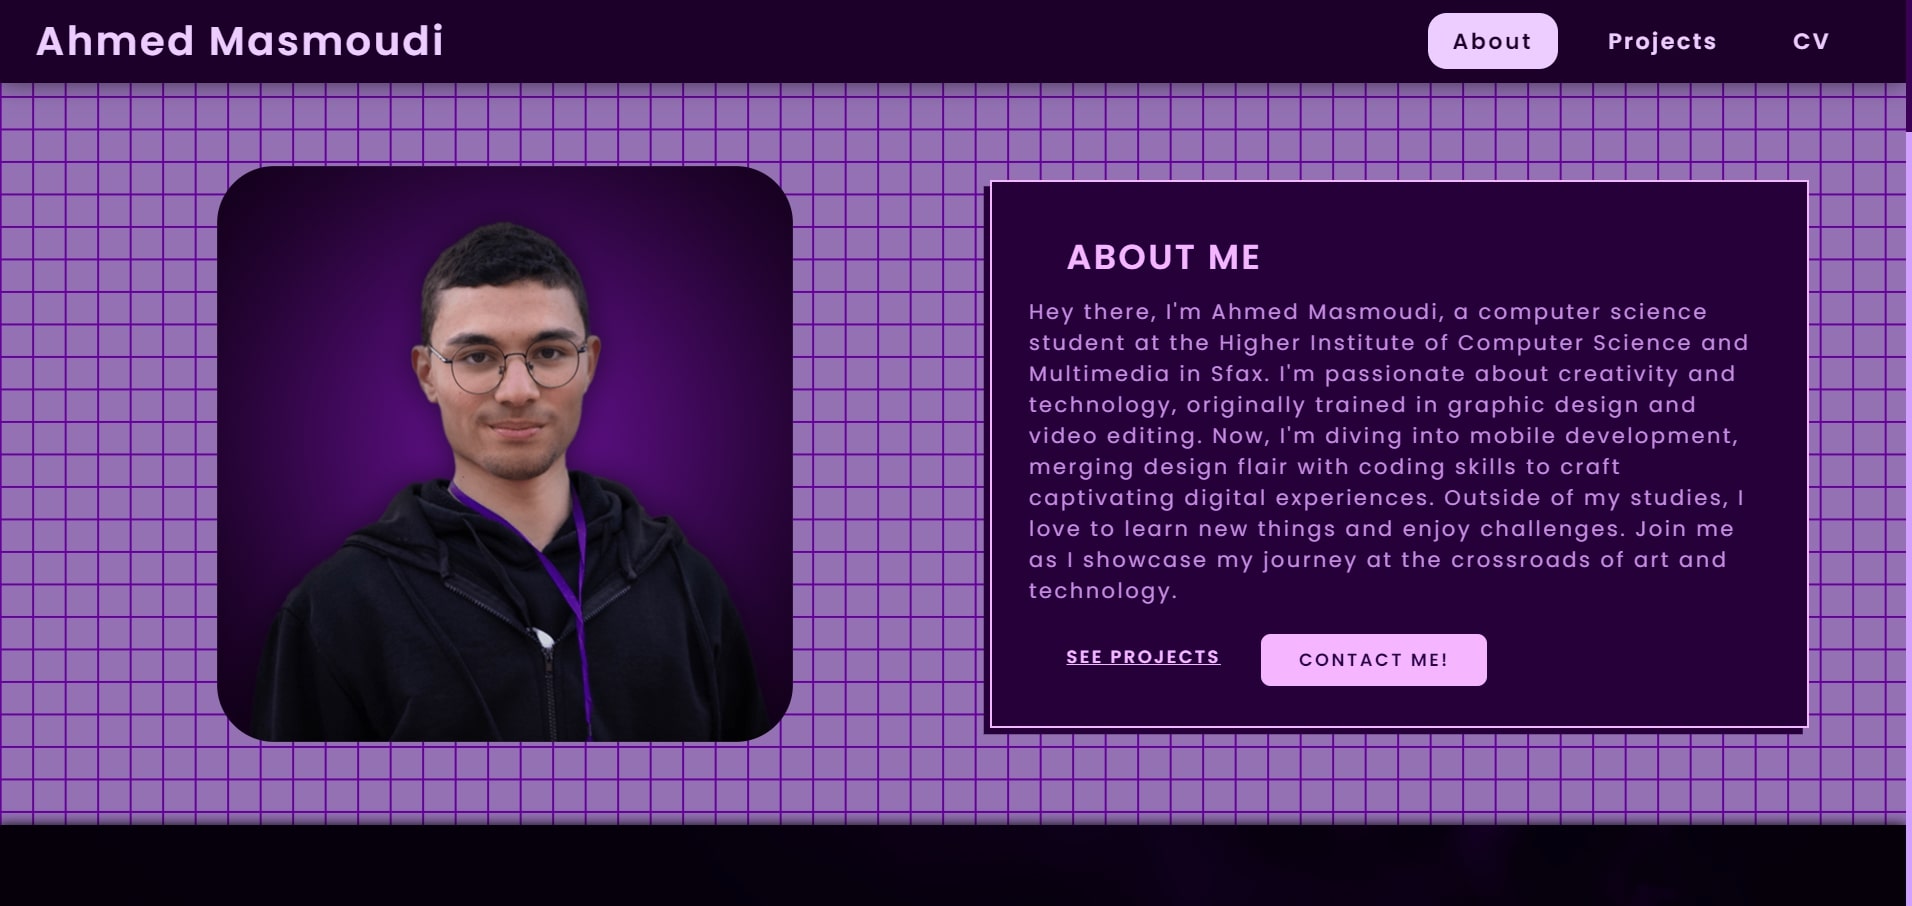 Ahmed Masmoudi
About
Projects
CV
ABOUT ME
Hey there, I'm Ahmed Masmoudi, a computer science
student at the Higher Institute of Computer Science and
Multimedia in Sfax. I'm passionate about creativity and
technology, originally trained in graphic design and
video editing. Now, I'm diving into mobile development,
merging design flair with coding skills to craft
captivating digital experiences. Outside of my studies, I
love to learn new things and enjoy challenges. Join me
as I showcase my journey at the crossroads of art and
technology.
SEE PROJECTS
CONTACT ME!